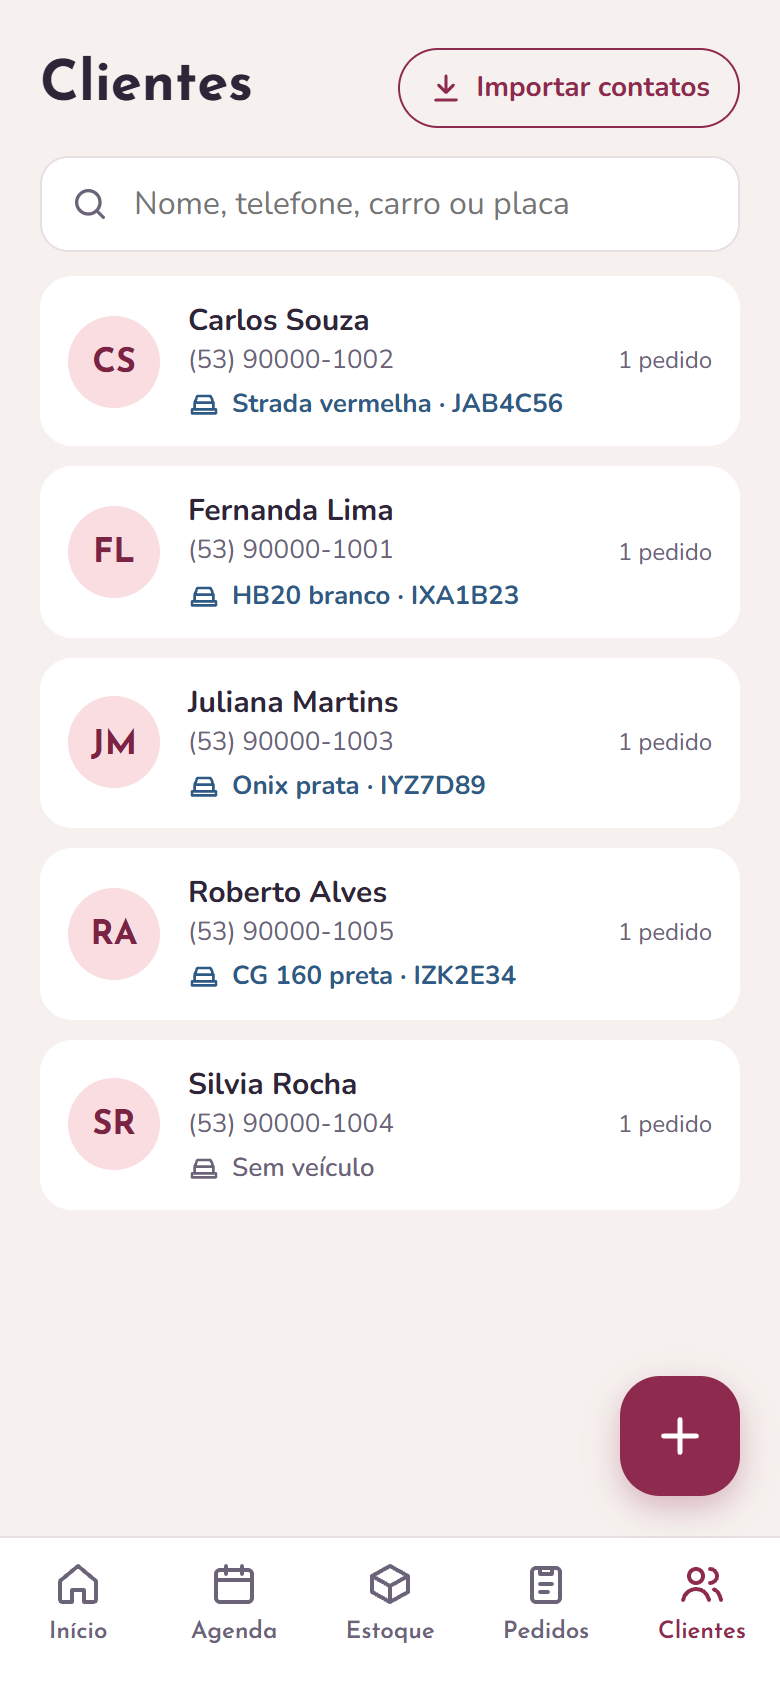 Clientes
Importar contatos
Nome, telefone, carro ou placa
CS
Carlos Souza
(53) 90000-1002
Strada vermelha · JAB4C56
1 pedido
FL
Fernanda Lima
(53) 90000-1001
HB20 branco · IXA1B23
1 pedido
JM
Juliana Martins
(53) 90000-1003
Onix prata · IYZ7D89
1 pedido
RA
Roberto Alves
(53) 90000-1005
CG 160 preta · IZK2E34
1 pedido
SR
Silvia Rocha
(53) 90000-1004
Sem veículo
1 pedido
Início
Agenda
Estoque
Pedidos
Clientes